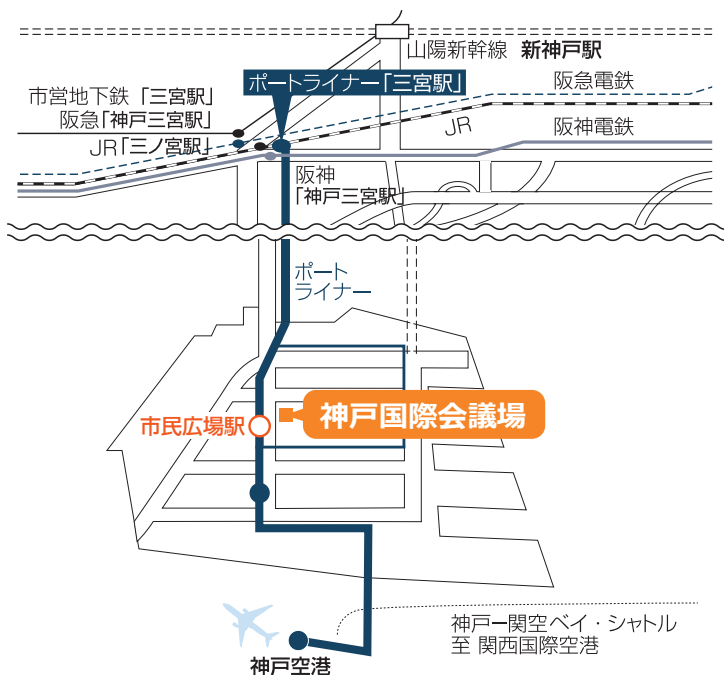 山陽新幹線 新神戸駅
ポートライナー「三宮駅」
阪急電鉄
市営地下鉄「三宮駅」
阪急「神戸三宮駅」
JR
阪神電鉄
JR「三ノ宮駅」
阪神
「神戸三宮駅」
ポート
ライナー
神戸国際会議場
市民広場駅
神戸ー関空ベイ・シャトル
至 関西国際空港
神戸空港